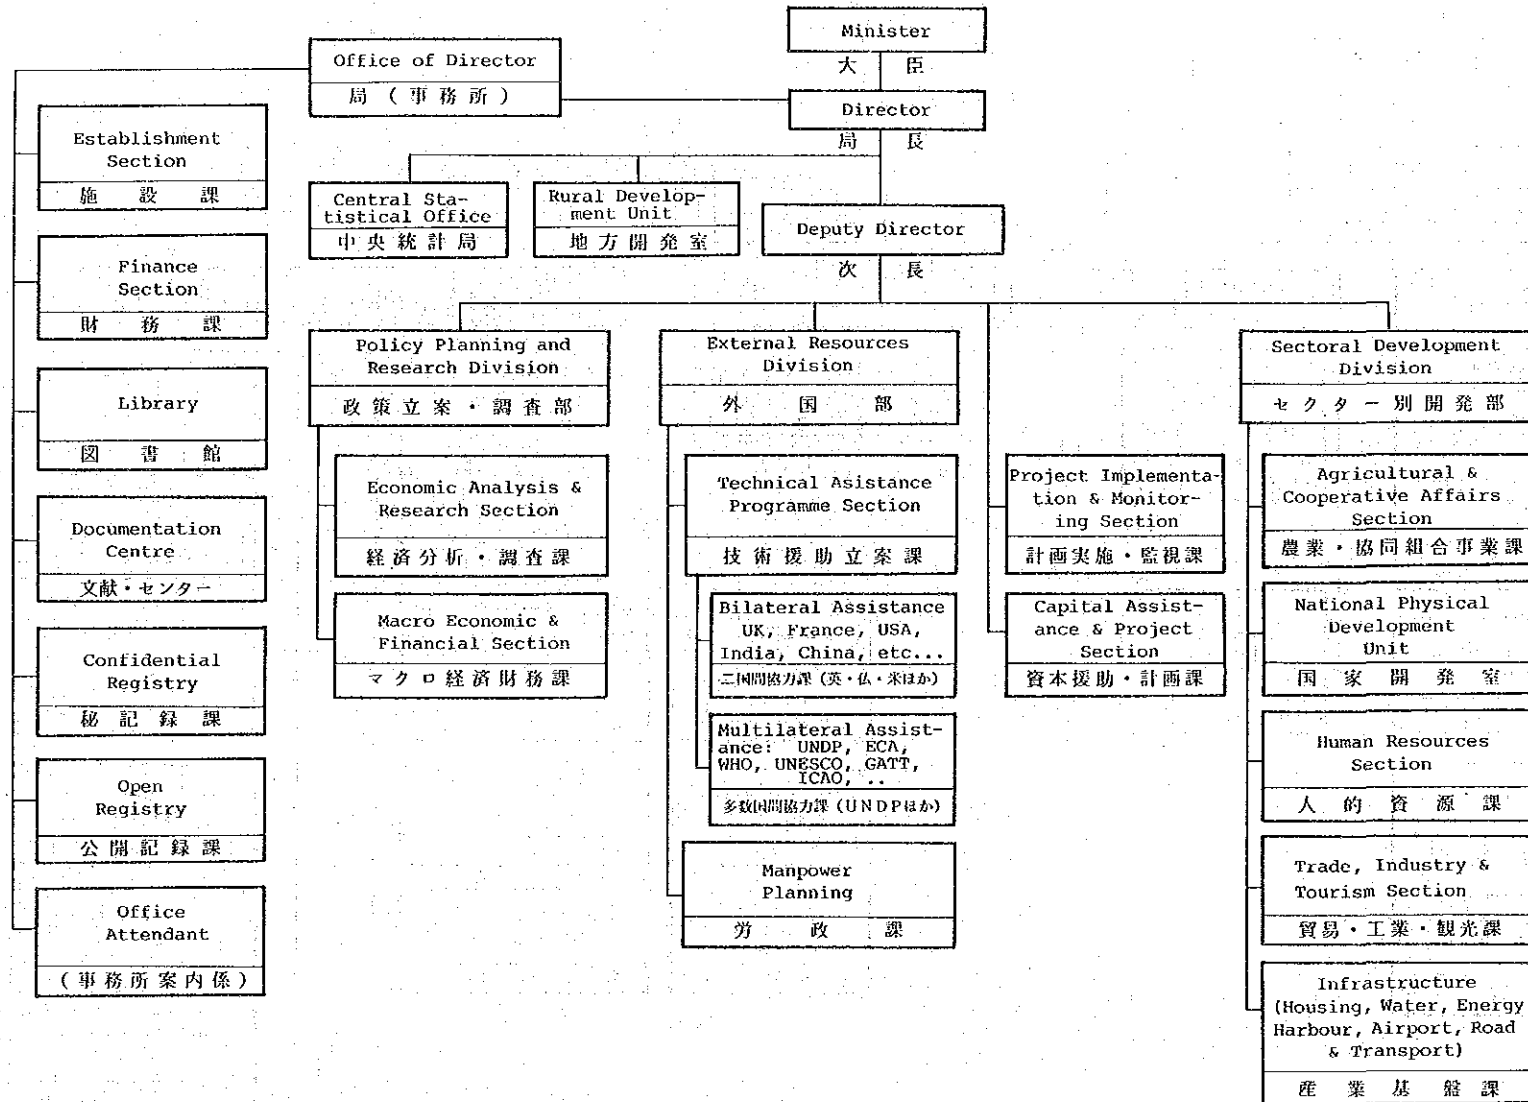 Minister
大臣
Office of Director
局（事務所）
Director
局長
Establishment
Section
施設課
Finance
Section
財務課
Library
図書館
Documentation
Centre
文献・センター
Confidential
Registry
秘記録課
Open
Registry
公開記録課
Office
Attendant
（事務所案内係）
Central Sta-
tistical Office
中央統計局
Rural Develop-
ment Unit
地方開発室
Deputy Director
次長
Policy Planning and
Research Division
政策立案・調査部
Economic Analysis &
Research Section
経済分析・調査課
Macro Economic &
Financial Section
マクロ経済財務課
External Resources
Division
外国部
Technical Asistance
Programme Section
技術援助立案課
Bilateral Assistance
UK, France, USA,
India, China, etc...
二国間協力課（英・仏・米ほか）
Multilateral Assist-
ance: UNDP, ECA,
WHO, UNESCO, GATT,
ICAO, ..
多数国間協力課（UNDPほか）
Manpower
Planning
労政課
Project Implementa-
tion & Monitor-
ing Section
計画実施・監視課
Capital Assist-
ance & Project
Section
資本援助・計画課
Sectoral Development
Division
セクター別開発部
Agricultural &
Cooperative Affairs
Section
農業・協同組合事業課
National Physical
Development
Unit
国家開発室
Human Resources
Section
人的資源課
Trade, Industry &
Tourism Section
貿易・工業・観光課
Infrastructure
(Housing, Water, Energy
Harbour, Airport, Road
& Transport)
産業基盤課